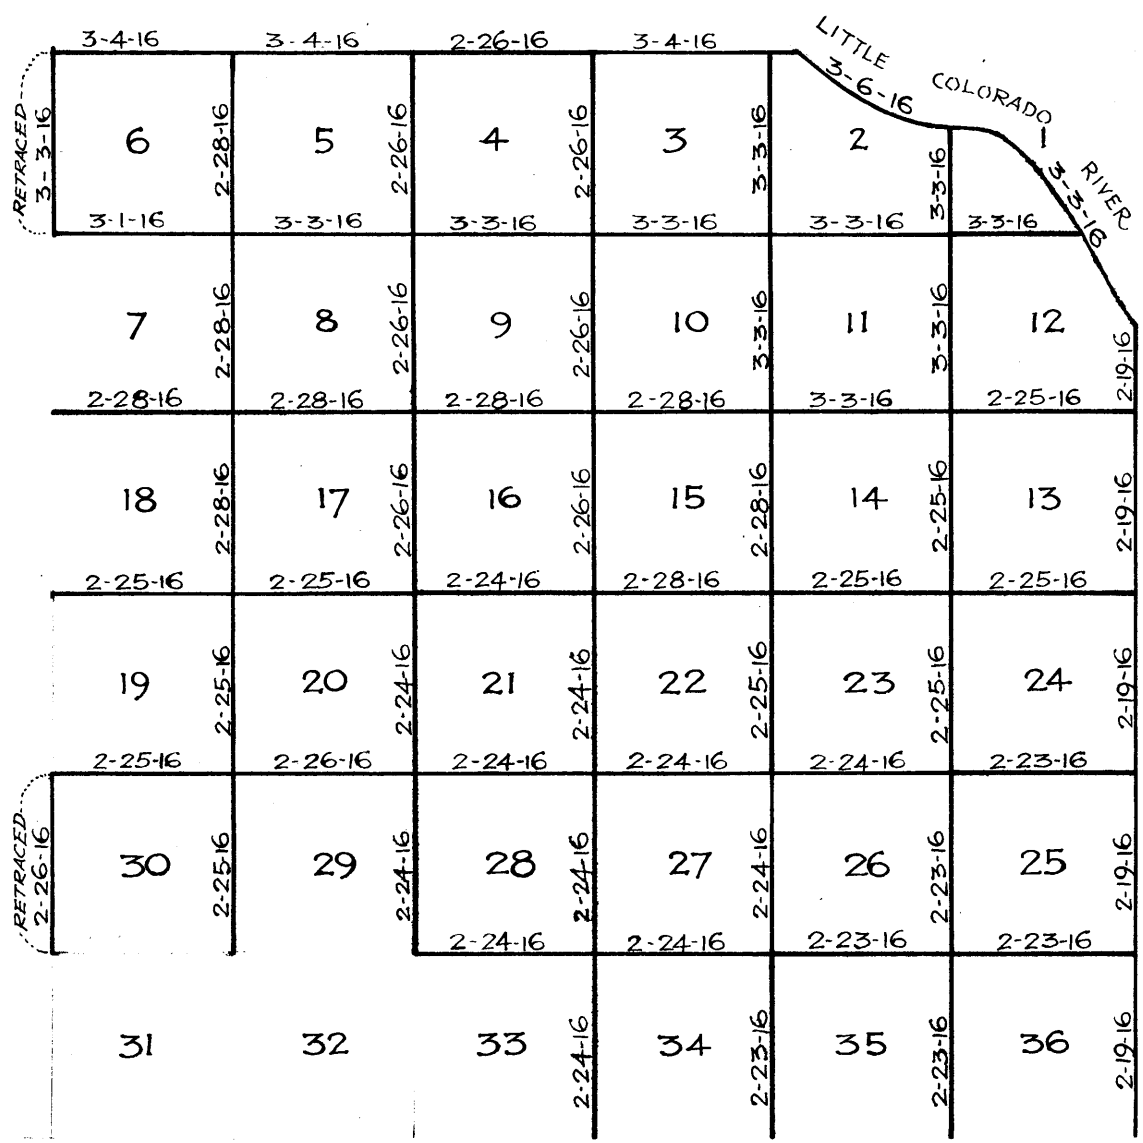 3-4-16 3-4-16 2-26-16 3-4-16
LITTLE COLORADO RIVER
3-6-16
3-3-16
RETRACED
3-3-16
6 2-28-16 5 2-26-16 4 2-26-16 3 3-3-16 2 3-3-16 1
3-1-16 3-3-16 3-3-16 3-3-16 3-3-16 3-3-16
7 2-28-16 8 2-26-16 9 2-26-16 10 3-3-16 11 3-3-16 12 2-19-16
2-28-16 2-28-16 2-28-16 2-28-16 3-3-16 2-25-16
18 2-28-16 17 2-26-16 16 2-26-16 15 2-28-16 14 2-25-16 13 2-19-16
2-25-16 2-25-16 2-24-16 2-28-16 2-25-16 2-25-16
19 2-25-16 20 2-24-16 21 2-24-16 22 2-25-16 23 2-25-16 24 2-19-16
2-25-16 2-26-16 2-24-16 2-24-16 2-24-16 2-23-16
RETRACED
2-26-16
30 2-25-16 29 2-24-16 28 2-24-16 27 2-24-16 26 2-23-16 25 2-19-16
2-24-16 2-24-16 2-23-16 2-23-16
31 32 33 2-24-16 34 2-23-16 35 2-23-16 36 2-19-16